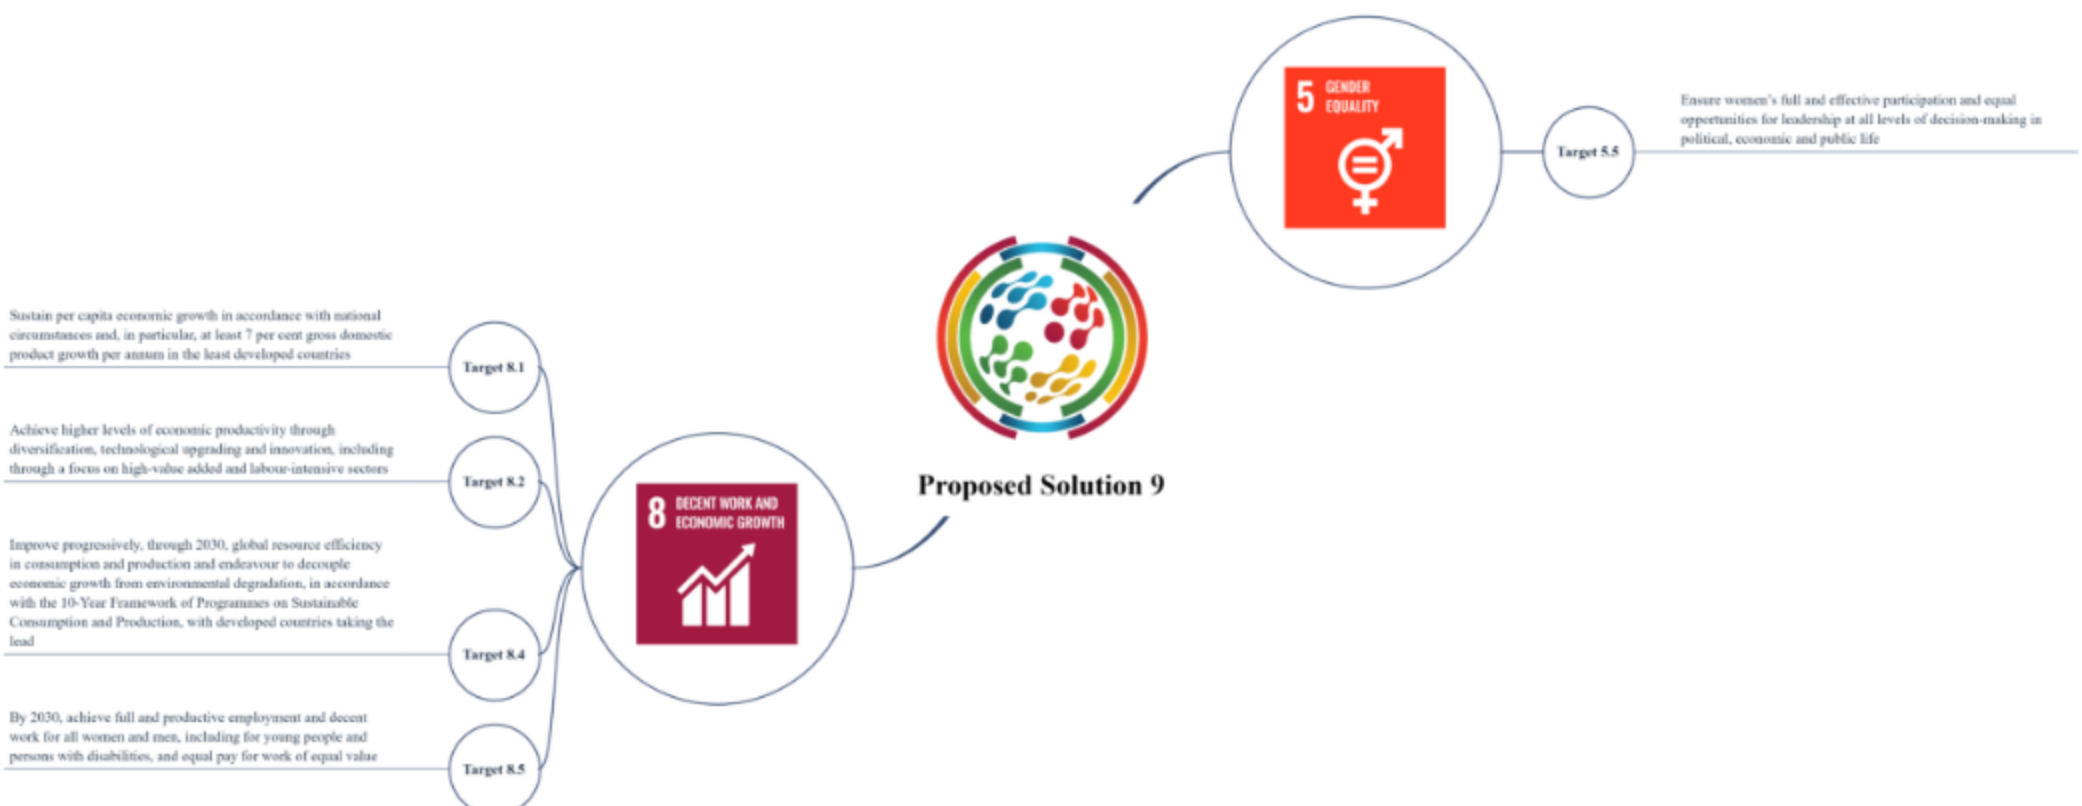 5 GENDER
EQUALITY
Target 5.5
Ensure women's full and effective participation and equal
opportunities for leadership at all levels of decision-making in
political, economic and public life
Proposed Solution 9
8 DECENT WORK AND
ECONOMIC GROWTH
Sustain per capita economic growth in accordance with national
circumstances and, in particular, at least 7 per cent gross domestic
product growth per annum in the least developed countries
Target 8.1
Achieve higher levels of economic productivity through
diversification, technological upgrading and innovation, including
through a focus on high-value added and labour-intensive sectors
Target 8.2
Improve progressively, through 2030, global resource efficiency
in consumption and production and endeavour to decouple
economic growth from environmental degradation, in accordance
with the 10-Year Framework of Programmes on Sustainable
Consumption and Production, with developed countries taking the
lead
Target 8.4
By 2030, achieve full and productive employment and decent
work for all women and men, including for young people and
persons with disabilities, and equal pay for work of equal value
Target 8.5